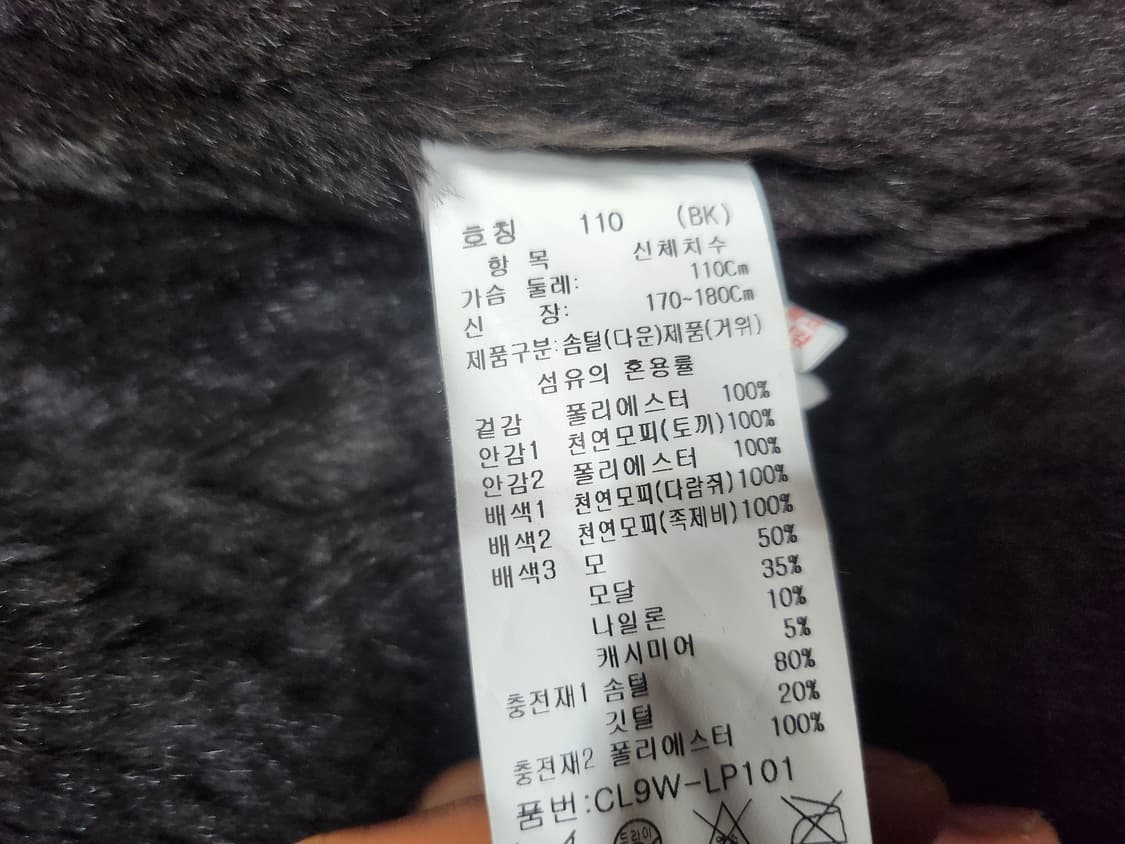 호칭 110 (BK)
항 목 신체치수
가슴 둘레: 110Cm
신 장: 170~180Cm
제품구분:솜털(다운)제품(거위)
섬유의 혼용률
겉감 폴리에스터 100%
안감1 천연모피(토끼)100%
안감2 폴리에스터 100%
배색1 천연모피(다람쥐)100%
배색2 천연모피(족제비)100%
배색3 모 50%
모달 35%
나일론 10%
캐시미어 5%
충전재1 솜털 80%
깃털 20%
충전재2 폴리에스터 100%
품번:CL9W-LP101
드라이